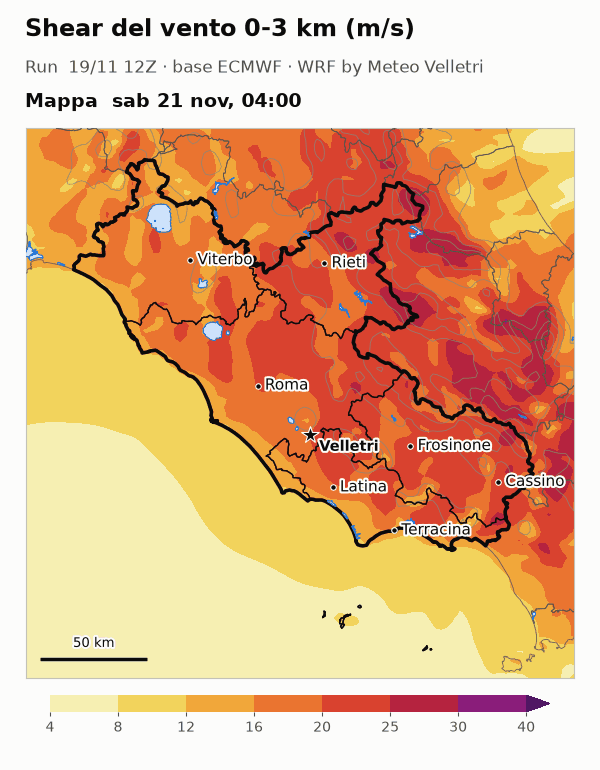 Shear del vento 0-3 km (m/s)
Run  19/11 12Z · base ECMWF · WRF by Meteo Velletri
Mappa  sab 21 nov, 04:00
Viterbo
Rieti
Roma
Velletri
Frosinone
Latina
Cassino
Terracina
50 km
4 8 12 16 20 25 30 40